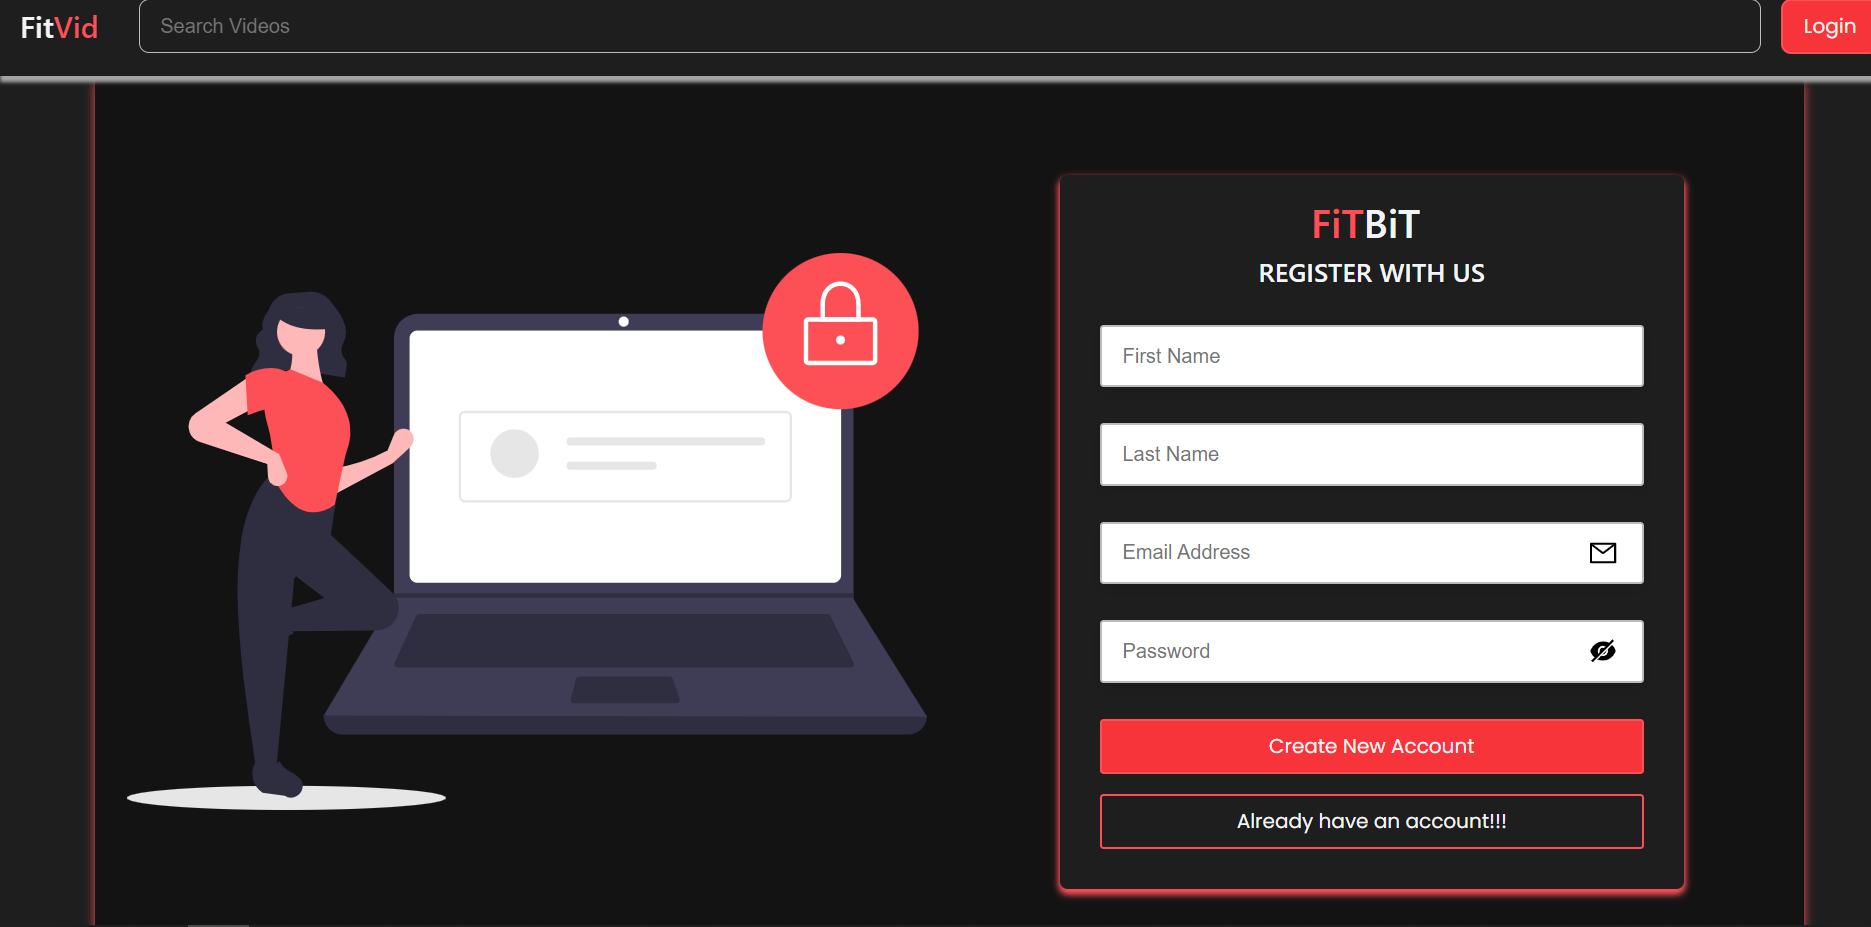 FitVid
Search Videos
Login
FiTBiT
REGISTER WITH US
First Name
Last Name
Email Address
Password
Create New Account
Already have an account!!!